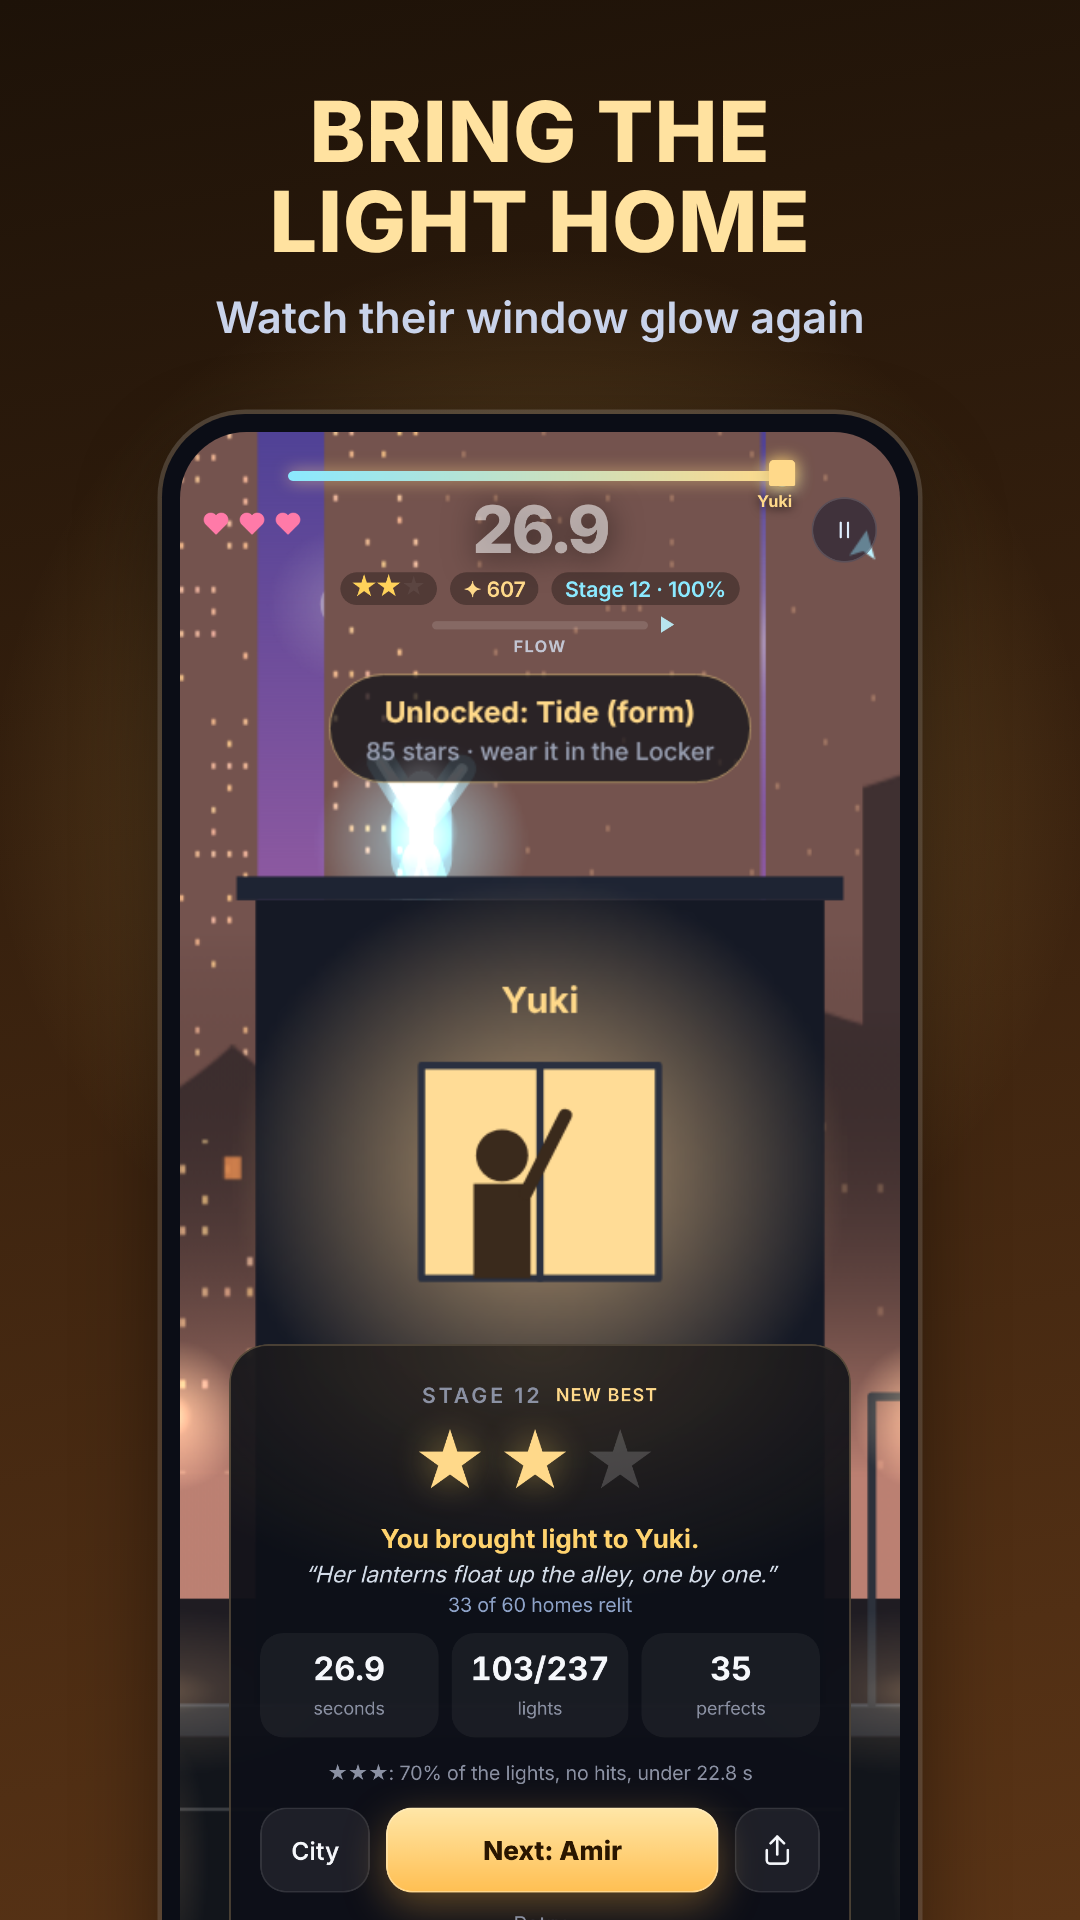 BRING THE
LIGHT HOME
Watch their window glow again
Yuki
26.9
★★★ ✦ 607 Stage 12 · 100%
FLOW
Unlocked: Tide (form)
85 stars · wear it in the Locker
Yuki
STAGE 12 NEW BEST
You brought light to Yuki.
“Her lanterns float up the alley, one by one.”
33 of 60 homes relit
26.9 103/237 35
seconds lights perfects
★★★: 70% of the lights, no hits, under 22.8 s
City Next: Amir